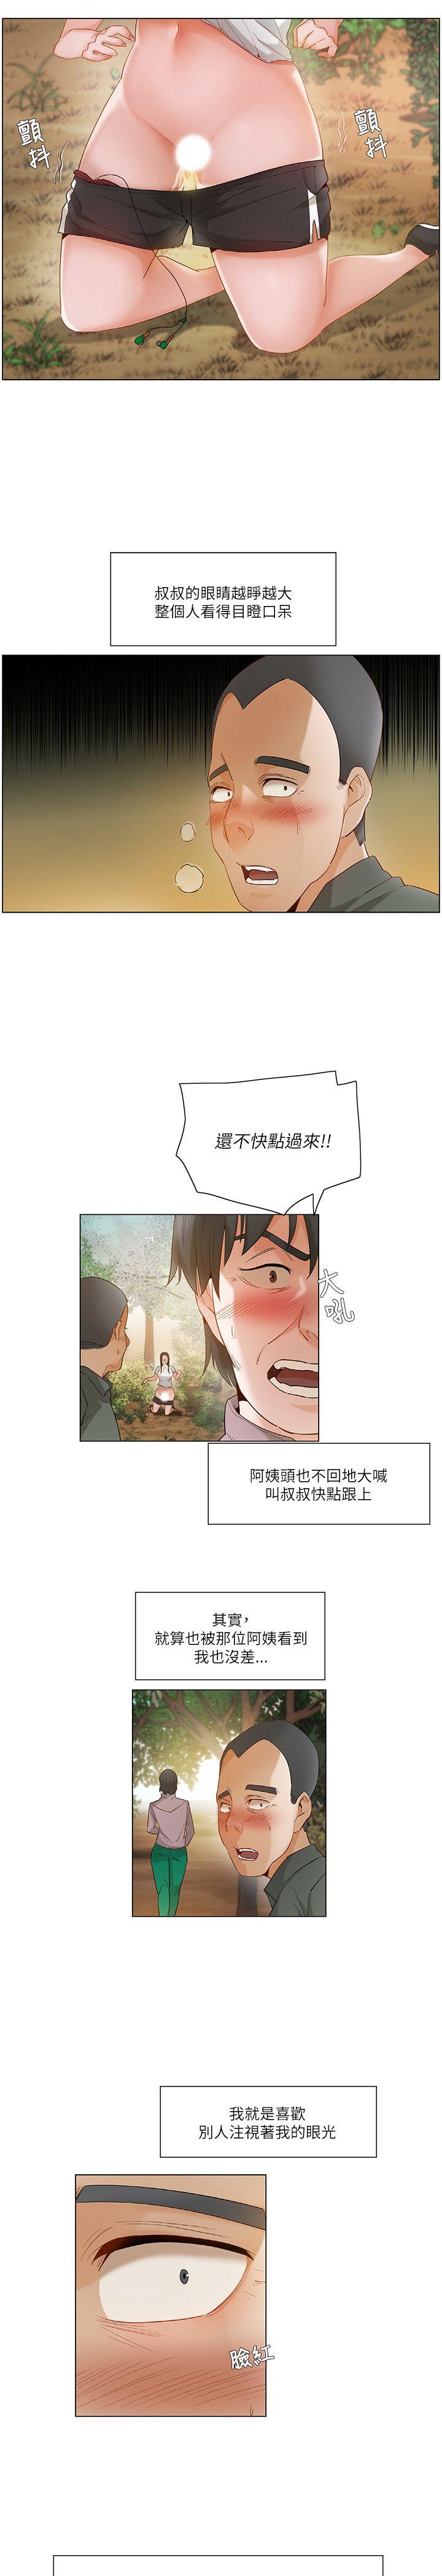 顫抖
顫抖
叔叔的眼睛越睜越大
整個人看得目瞪口呆
還不快點過來!!
大吼
阿姨頭也不回地大喊
叫叔叔快點跟上
其實,
就算也被那位阿姨看到
我也沒差...
我就是喜歡
別人注視著我的眼光
臉紅